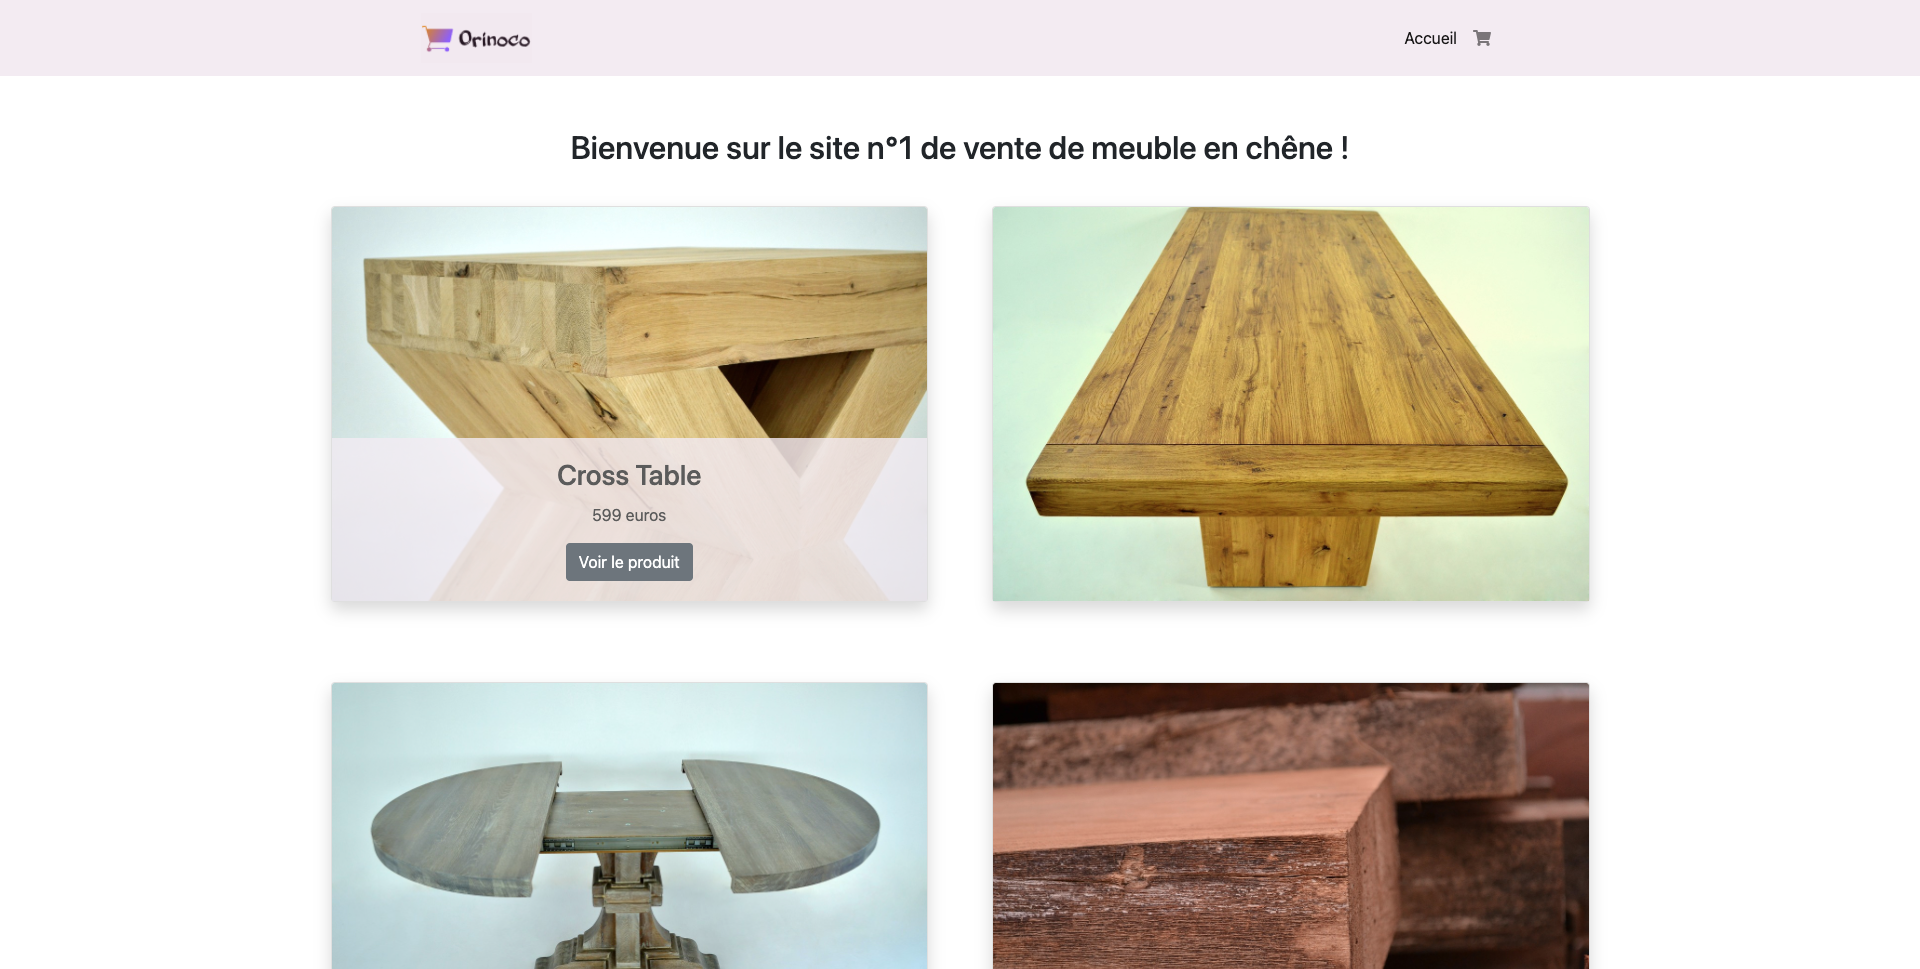 Orinoco
Accueil
Bienvenue sur le site n°1 de vente de meuble en chêne !
Cross Table
599 euros
Voir le produit